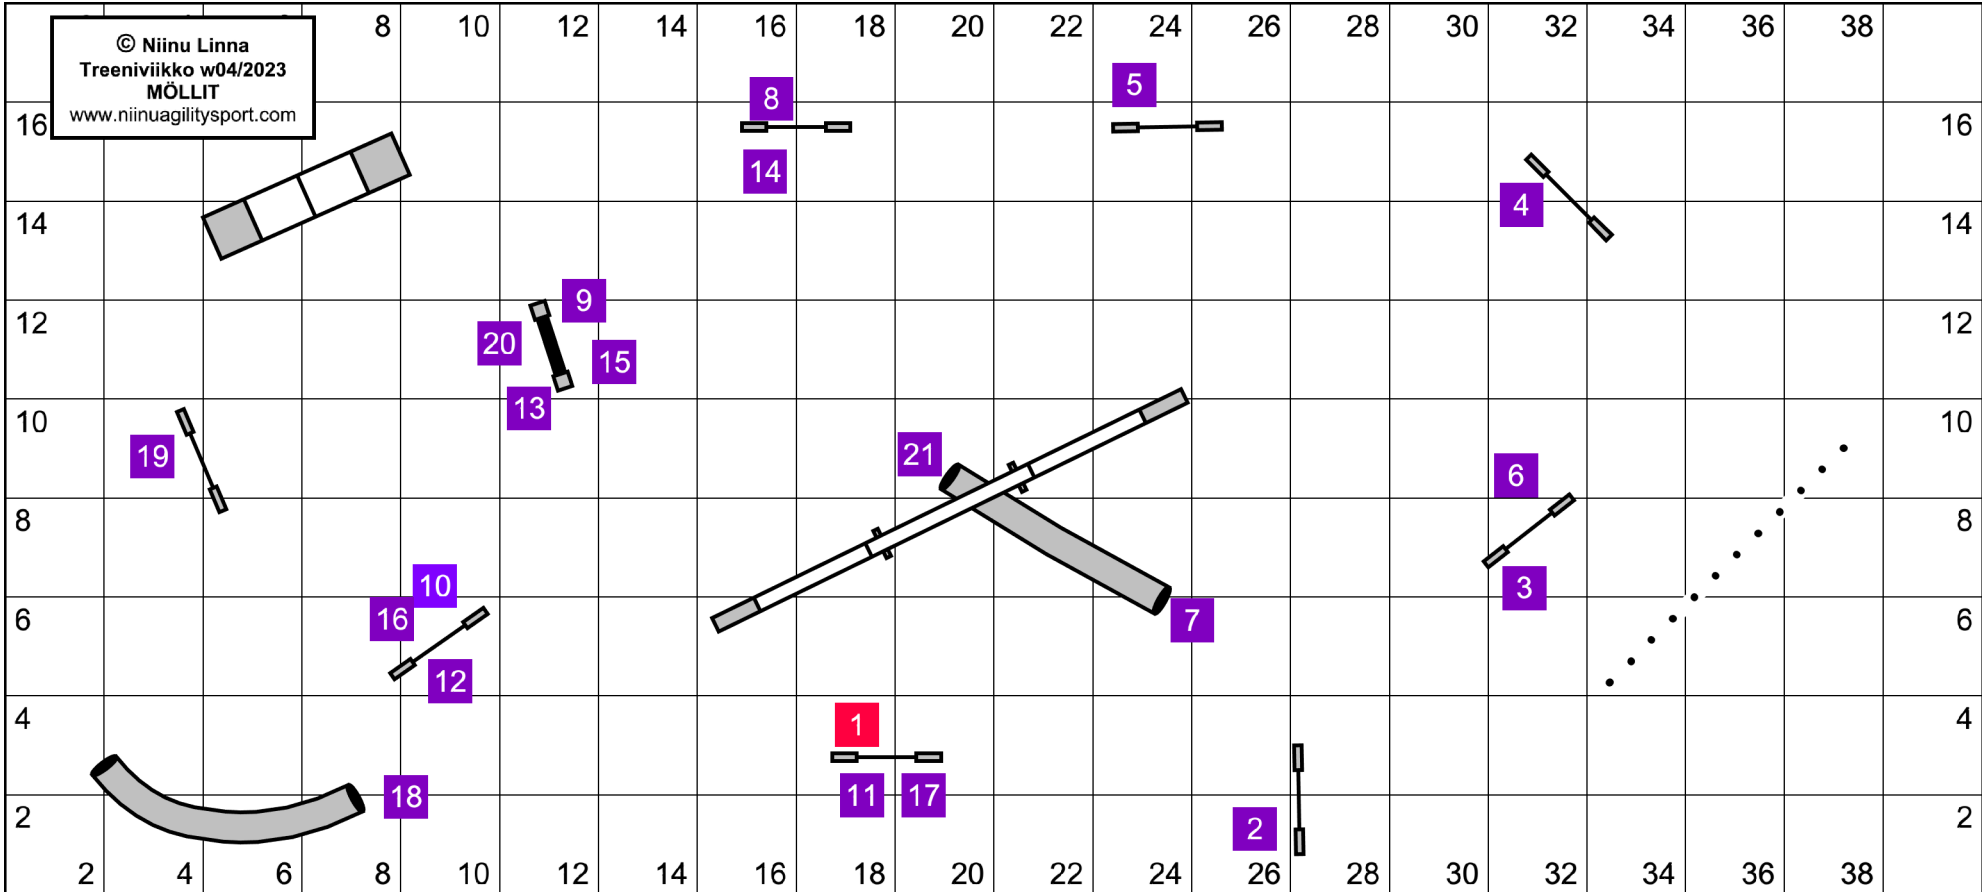 8 10 12 14 16 18 20 22 24 26 28 30 32 34 36 38
© Niinu Linna
Treeniviikko w04/2023
MÖLLIT
www.niinuagilitysport.com
5
8
16 16
14
4
14 14
9
12 12
20
15
13
10 10
21
19
6
8 8
10
3
16
6 7 6
12
4 1 4
18 11 17
2 2 2
2 4 6 8 10 12 14 16 18 20 22 24 26 28 30 32 34 36 38